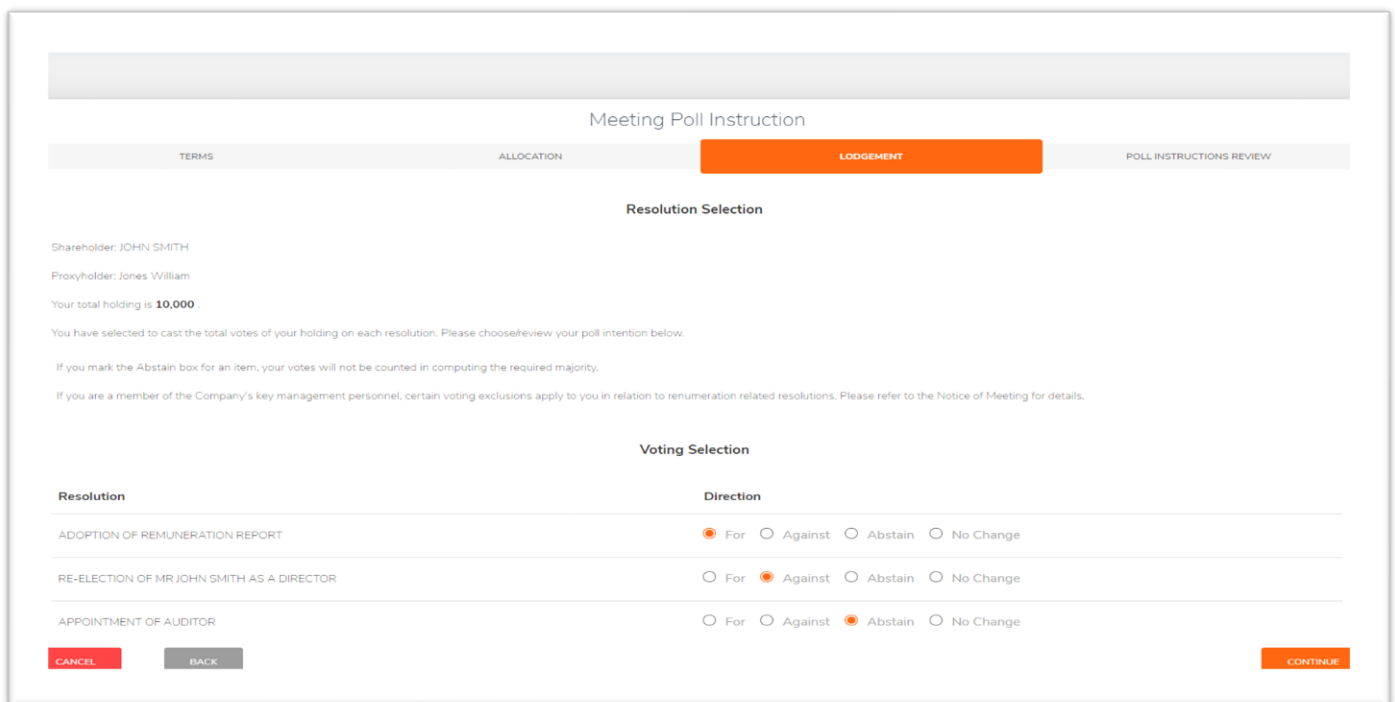 Meeting Poll Instruction
TERMS ALLOCATION LODGEMENT POLL INSTRUCTIONS REVIEW
Resolution Selection
Shareholder: JOHN SMITH
Proxyholder: Jones William
Your total holding is 10,000 .
You have selected to cast the total votes of your holding on each resolution. Please choose/review your poll intention below.
If you mark the Abstain box for an item, your votes will not be counted in computing the required majority.
If you are a member of the Company's key management personnel, certain voting exclusions apply to you in relation to renumeration related resolutions. Please refer to the Notice of Meeting for details.
Voting Selection
Resolution Direction
ADOPTION OF REMUNERATION REPORT For Against Abstain No Change
RE-ELECTION OF MR JOHN SMITH AS A DIRECTOR For Against Abstain No Change
APPOINTMENT OF AUDITOR For Against Abstain No Change
CANCEL BACK CONTINUE